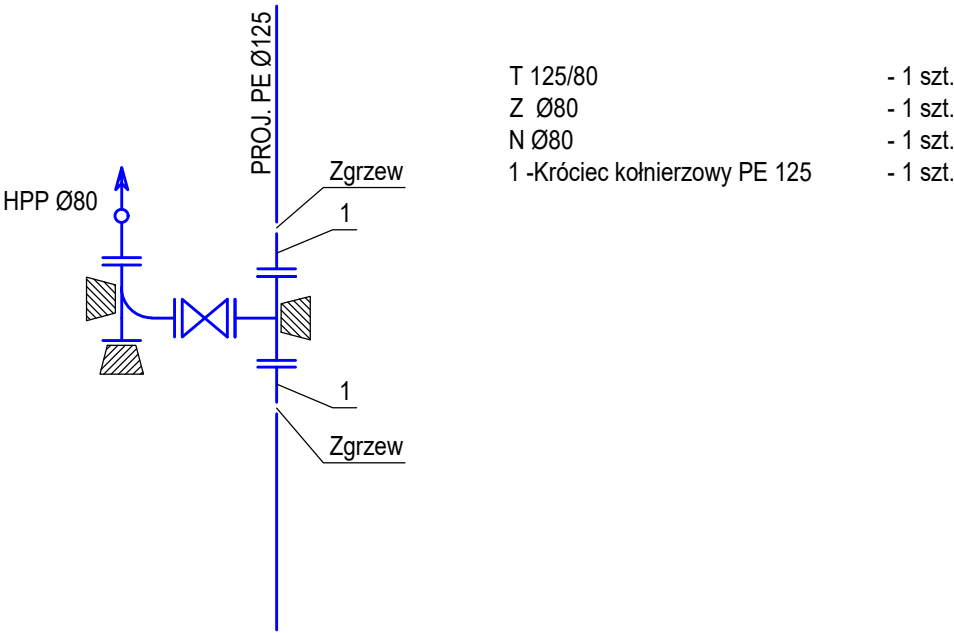 PROJ. PE Ø125
T 125/80 - 1 szt.
Z Ø80 - 1 szt.
N Ø80 - 1 szt.
1 -Króciec kołnierzowy PE 125 - 1 szt.
Zgrzew
HPP Ø80
1
1
Zgrzew